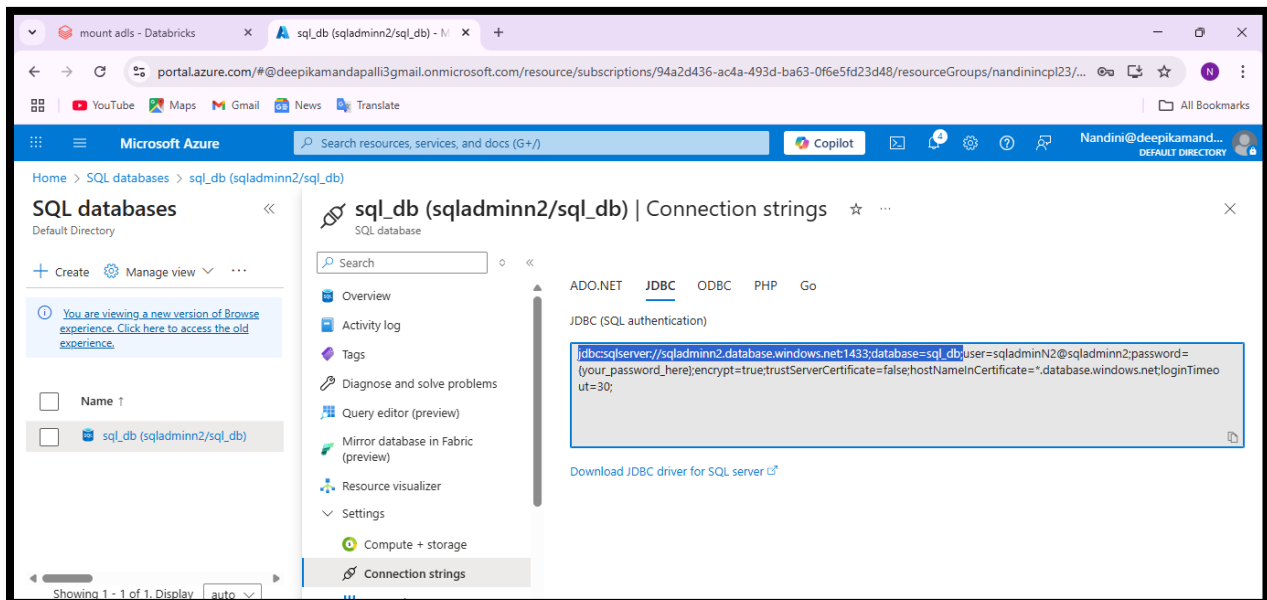 mount adls - Databricks
sql_db (sqladminn2/sql_db) - M
portal.azure.com/#@deepikamandapalli3gmail.onmicrosoft.com/resource/subscriptions/94a2d436-ac4a-493d-ba63-0f6e5fd23d48/resourceGroups/nandinincpl23/...
N
YouTube Maps Gmail News Translate
All Bookmarks
Microsoft Azure
Search resources, services, and docs (G+/)
Copilot
4
Nandini@deepikamand...
DEFAULT DIRECTORY
Home > SQL databases > sql_db (sqladminn2/sql_db)
SQL databases
Default Directory
+ Create Manage view ...
You are viewing a new version of Browse
experience. Click here to access the old
experience.
Name ↑
sql_db (sqladminn2/sql_db)
Showing 1 - 1 of 1. Display auto
sql_db (sqladminn2/sql_db) | Connection strings
SQL database
Search
Overview
Activity log
Tags
Diagnose and solve problems
Query editor (preview)
Mirror database in Fabric
(preview)
Resource visualizer
Settings
Compute + storage
Connection strings
ADO.NET JDBC ODBC PHP Go
JDBC (SQL authentication)
jdbc:sqlserver://sqladminn2.database.windows.net:1433;database=sql_db;user=sqladminN2@sqladminn2;password=
{your_password_here};encrypt=true;trustServerCertificate=false;hostNameInCertificate=*.database.windows.net;loginTimeo
ut=30;
Download JDBC driver for SQL server